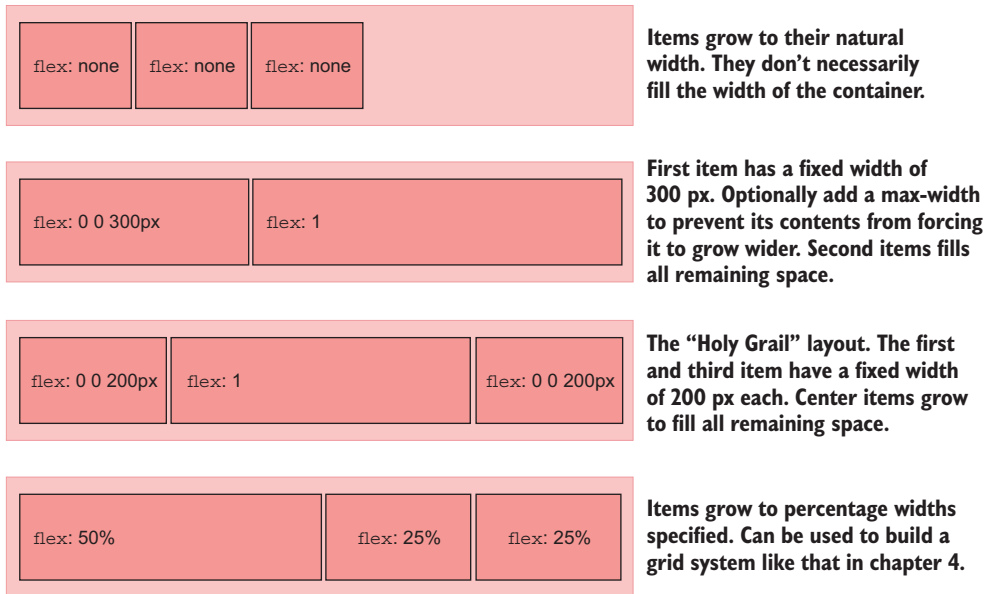 flex: none flex: none flex: none
Items grow to their natural
width. They don’t necessarily
fill the width of the container.
flex: 0 0 300px flex: 1
First item has a fixed width of
300 px. Optionally add a max-width
to prevent its contents from forcing
it to grow wider. Second items fills
all remaining space.
flex: 0 0 200px flex: 1 flex: 0 0 200px
The “Holy Grail” layout. The first
and third item have a fixed width
of 200 px each. Center items grow
to fill all remaining space.
flex: 50% flex: 25% flex: 25%
Items grow to percentage widths
specified. Can be used to build a
grid system like that in chapter 4.